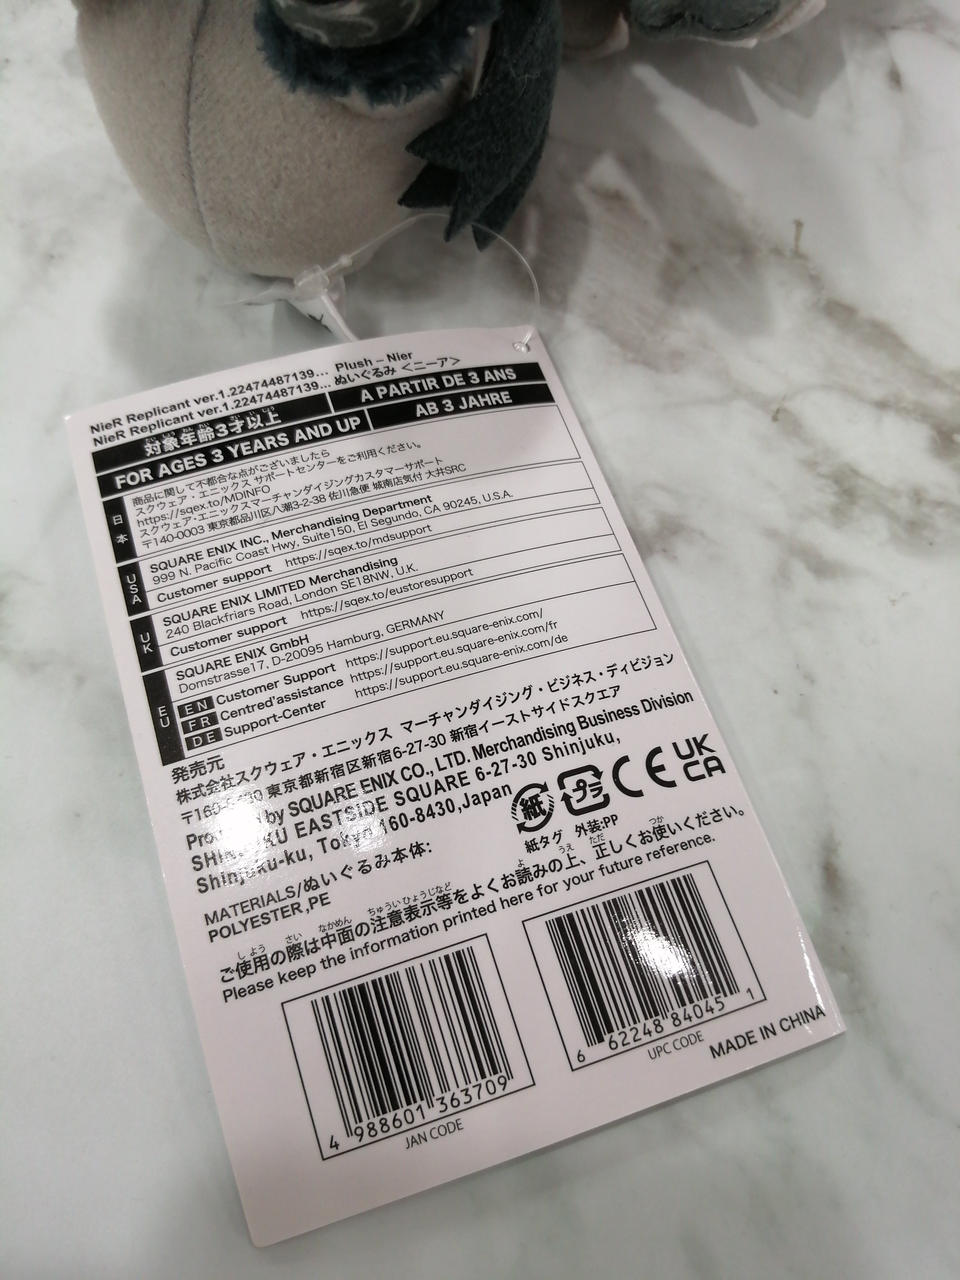 NieR Replicant ver.1.22474487139... Plush – Nier
NieR Replicant ver.1.22474487139... ぬいぐるみ <ニーア>
対象年齢3才以上
A PARTIR DE 3 ANS
FOR AGES 3 YEARS AND UP
AB 3 JAHRE
日本
商品に関して不都合な点がございましたら
スクウェア・エニックス サポートセンターをご利用ください。
https://sqex.to/MDINFO
スクウェア・エニックスマーチャンダイジングカスタマーサポート
〒140-0003 東京都品川区八潮3-2-38 佐川急便 城南店気付 大井SRC
USA
SQUARE ENIX INC., Merchandising Department
999 N. Pacific Coast Hwy, Suite150, El Segundo, CA 90245, U.S.A.
Customer support https://sqex.to/mdsupport
UK
SQUARE ENIX LIMITED Merchandising
240 Blackfriars Road, London SE18NW, U.K.
Customer support https://sqex.to/eustoresupport
EU
SQUARE ENIX GmbH
Domstrasse17, D-20095 Hamburg, GERMANY
EN Customer Support https://support.eu.square-enix.com/
FR Centred'assistance https://support.eu.square-enix.com/fr
DE Support-Center https://support.eu.square-enix.com/de
発売元
株式会社スクウェア・エニックス マーチャンダイジング・ビジネス・ディビジョン
東京都新宿区新宿6-27-30 新宿イーストサイドスクエア
by SQUARE ENIX CO., LTD. Merchandising Business Division
EASTSIDE SQUARE 6-27-30 Shinjuku,
Shinjuku-ku, Tokyo 160-8430,Japan
紙 プラ CE UK CA
紙タグ 外装:PP
MATERIALS/ぬいぐるみ本体:
POLYESTER,PE
ご使用の際は中面の注意表示等をよくお読みの上、正しくお使いください。
Please keep the information printed here for your future reference.
4 988601 363709
JAN CODE
6 62248 84045 1
UPC CODE
MADE IN CHINA